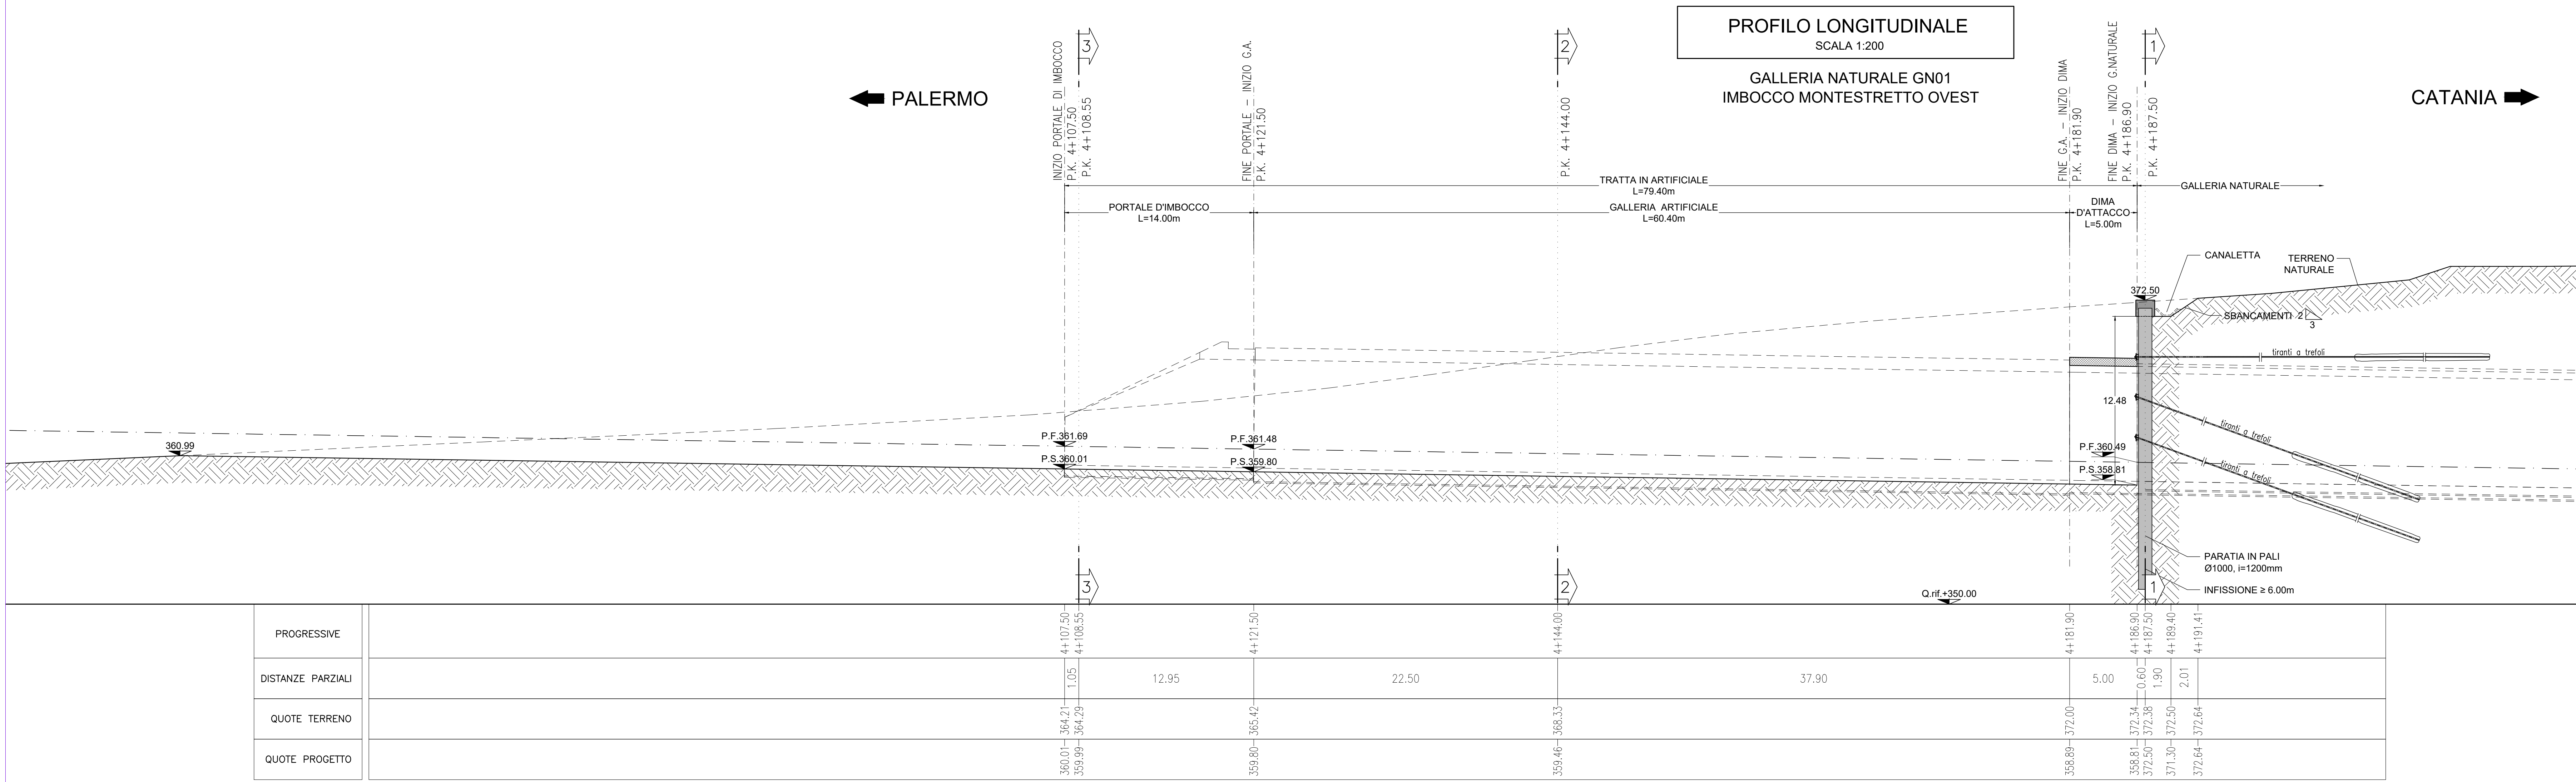 PROFILO LONGITUDINALE
SCALA 1:200
GALLERIA NATURALE GN01
IMBOCCO MONTESTRETTO OVEST
PALERMO
CATANIA
3
2
1
INIZIO PORTALE DI IMBOCCO
P.K. 4+107.50
P.K. 4+108.55
FINE PORTALE - INIZIO G.A.
P.K. 4+121.50
P.K. 4+144.00
FINE G.A. - INIZIO DIMA
P.K. 4+181.90
FINE DIMA - INIZIO G.NATURALE
P.K. 4+186.90
P.K. 4+187.50
TRATTA IN ARTIFICIALE
L=79.40m
GALLERIA NATURALE
PORTALE D'IMBOCCO
L=14.00m
GALLERIA ARTIFICIALE
L=60.40m
DIMA
D'ATTACCO
L=5.00m
CANALETTA
TERRENO
NATURALE
372.50
SBANCAMENTI 2
3
tiranti a trefoli
12.48
tiranti a trefoli
tiranti a trefoli
360.99
P.F.361.69
P.S.360.01
P.F.361.48
P.S.359.80
P.F.360.49
P.S.358.81
PARATIA IN PALI
Ø1000, i=1200mm
INFISSIONE ≥ 6.00m
3
2
1
Q.rif.+350.00
PROGRESSIVE
4+107.50
4+108.55
4+121.50
4+144.00
4+181.90
4+186.90
4+187.50
4+189.40
4+191.41
DISTANZE PARZIALI
1.05
12.95
22.50
37.90
5.00
0.60
1.90
2.01
QUOTE TERRENO
364.21
364.29
365.42
368.33
372.00
372.34
372.38
372.50
372.64
QUOTE PROGETTO
360.01
359.99
359.80
359.46
358.89
358.81
372.50
371.30
372.64